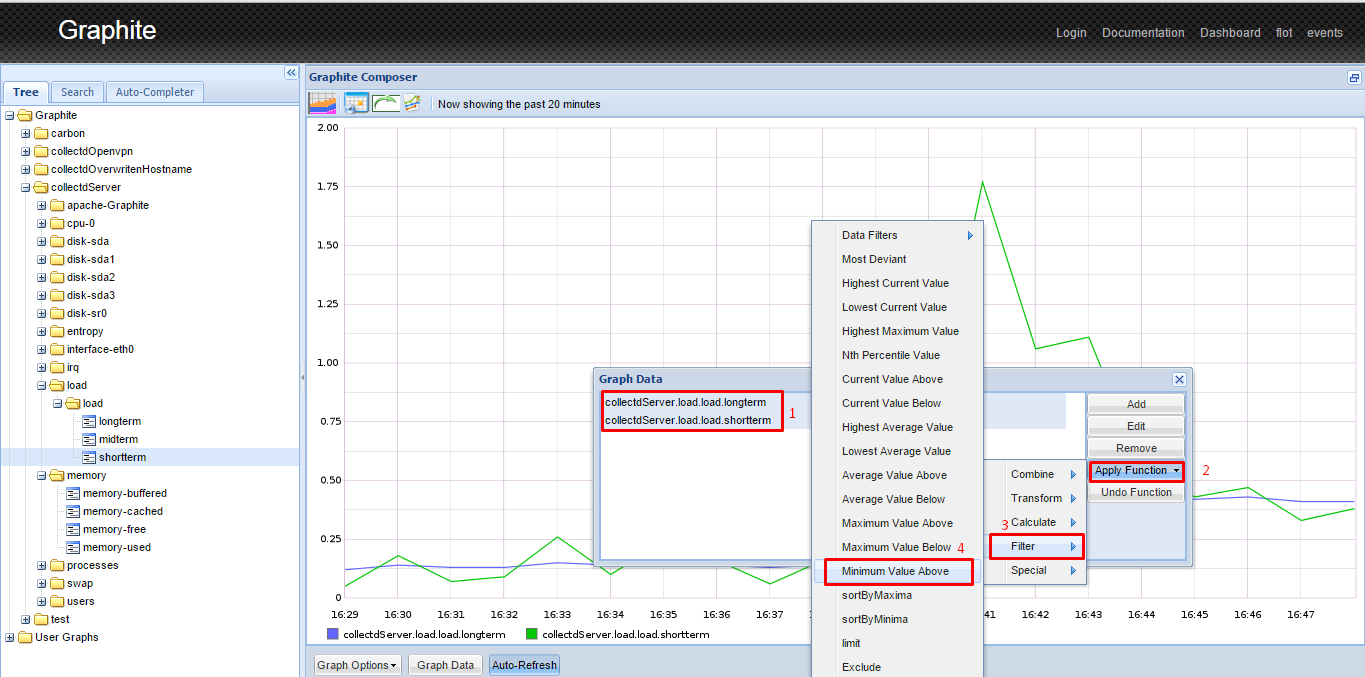 Graphite
Login Documentation Dashboard flot events
Tree Search Auto-Completer
Graphite
carbon
collectdOpenvpn
collectdOverwritenHostname
collectdServer
apache-Graphite
cpu-0
disk-sda
disk-sda1
disk-sda2
disk-sda3
disk-sr0
entropy
interface-eth0
irq
load
load
longterm
midterm
shortterm
memory
memory-buffered
memory-cached
memory-free
memory-used
processes
swap
users
test
User Graphs
Graphite Composer
Now showing the past 20 minutes
2.00
1.75
1.50
1.25
1.00
0.75
0.50
0.25
0
16:29 16:30 16:31 16:32 16:33 16:34 16:35 16:36 16:37 :41 16:42 16:43 16:44 16:45 16:46 16:47
collectdServer.load.load.longterm collectdServer.load.load.shortterm
Graph Data
collectdServer.load.load.longterm
collectdServer.load.load.shortterm
1
Add
Edit
Remove
Apply Function
2
Undo Function
Combine
Transform
3 Calculate
Filter
Special
Data Filters
Most Deviant
Highest Current Value
Lowest Current Value
Highest Maximum Value
Nth Percentile Value
Current Value Above
Current Value Below
Highest Average Value
Lowest Average Value
Average Value Above
Average Value Below
Maximum Value Above
Maximum Value Below 4
Minimum Value Above
sortByMaxima
sortByMinima
limit
Exclude
Graph Options Graph Data Auto-Refresh